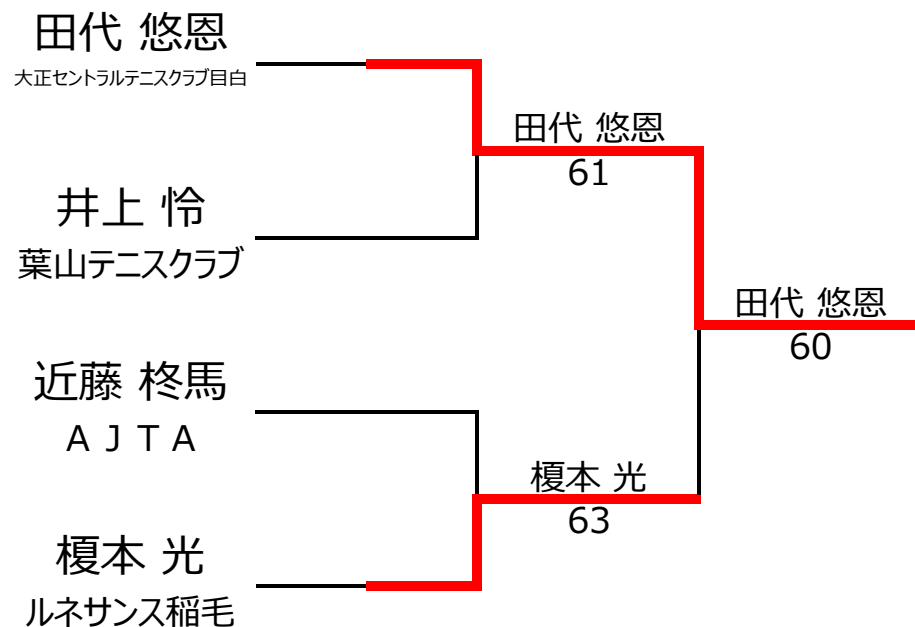 田代 悠恩
大正セントラルテニスクラブ目白
田代 悠恩
61
井上 怜
葉山テニスクラブ
田代 悠恩
60
近藤 柊馬
ＡＪＴＡ
榎本 光
63
榎本 光
ルネサンス稲毛